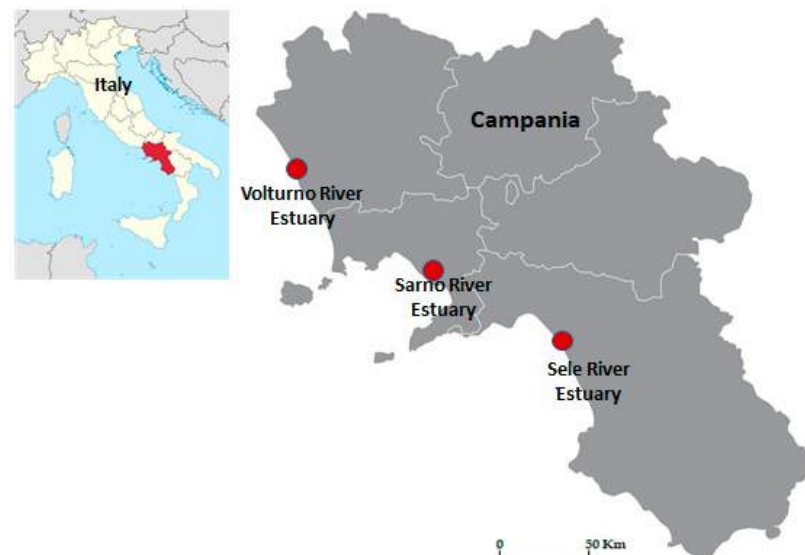 Italy
Campania
Volturno River
Estuary
Sarno River
Estuary
Sele River
Estuary
0 50 Km